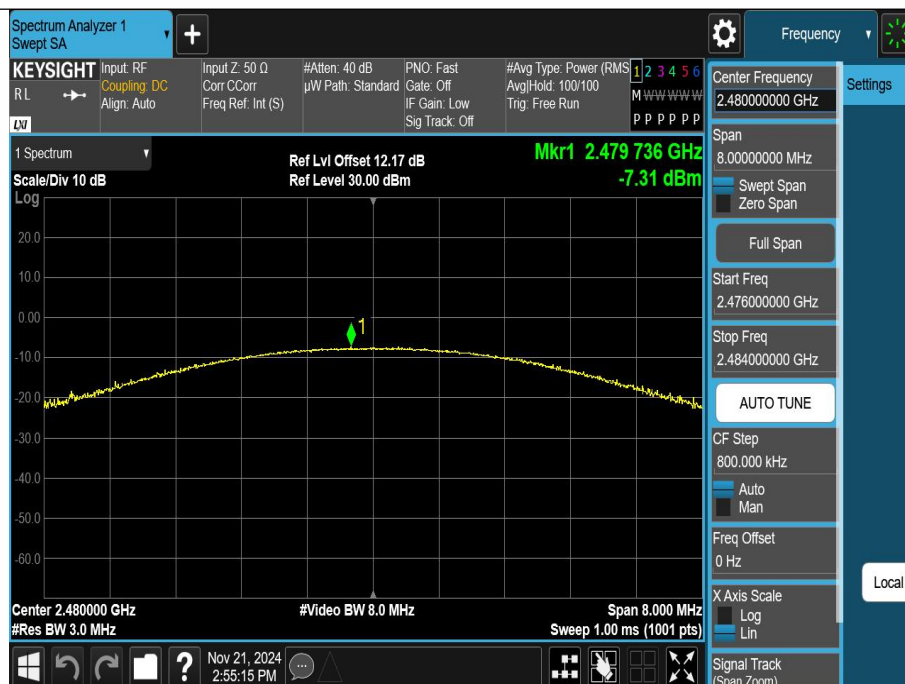 Spectrum Analyzer 1
Swept SA
Frequency
KEYSIGHT
R L
LXI
Input: RF
Coupling: DC
Align: Auto
Input Z: 50 Ω
Corr CCorr
Freq Ref: Int (S)
#Atten: 40 dB
µW Path: Standard
PNO: Fast
Gate: Off
IF Gain: Low
Sig Track: Off
#Avg Type: Power (RMS
Avg|Hold: 100/100
Trig: Free Run
1 2 3 4 5 6
M W W W W W
P P P P P P
1 Spectrum
Scale/Div 10 dB
Log
Ref Lvl Offset 12.17 dB
Ref Level 30.00 dBm
Mkr1 2.479 736 GHz
-7.31 dBm
20.0
10.0
0.00
-10.0
-20.0
-30.0
-40.0
-50.0
-60.0
1
Center 2.480000 GHz
#Res BW 3.0 MHz
#Video BW 8.0 MHz
Span 8.000 MHz
Sweep 1.00 ms (1001 pts)
Nov 21, 2024
2:55:15 PM
?
Center Frequency
2.480000000 GHz
Settings
Span
8.00000000 MHz
Swept Span
Zero Span
Full Span
Start Freq
2.476000000 GHz
Stop Freq
2.484000000 GHz
AUTO TUNE
CF Step
800.000 kHz
Auto
Man
Freq Offset
0 Hz
X Axis Scale
Log
Lin
Local
Signal Track
(Span Zoom)